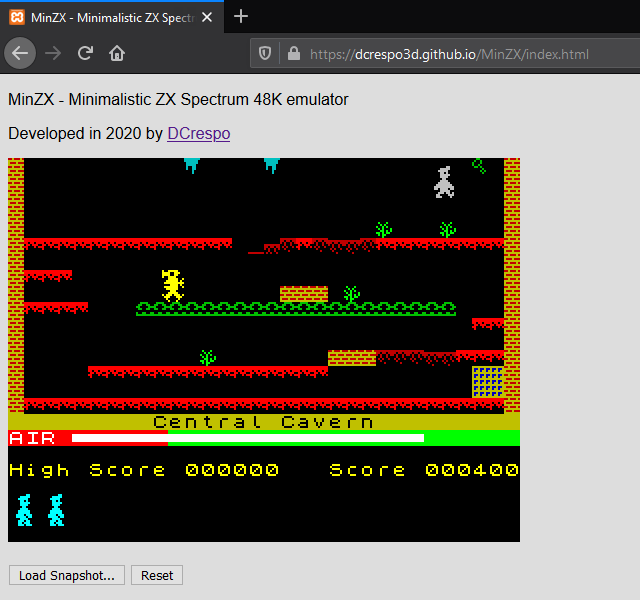 MinZX - Minimalistic ZX Spectr
https://dcrespo3d.github.io/MinZX/index.html
MinZX - Minimalistic ZX Spectrum 48K emulator
Developed in 2020 by DCrespo
Central Cavern
AIR
High Score 000000 Score 000400
Load Snapshot... Reset